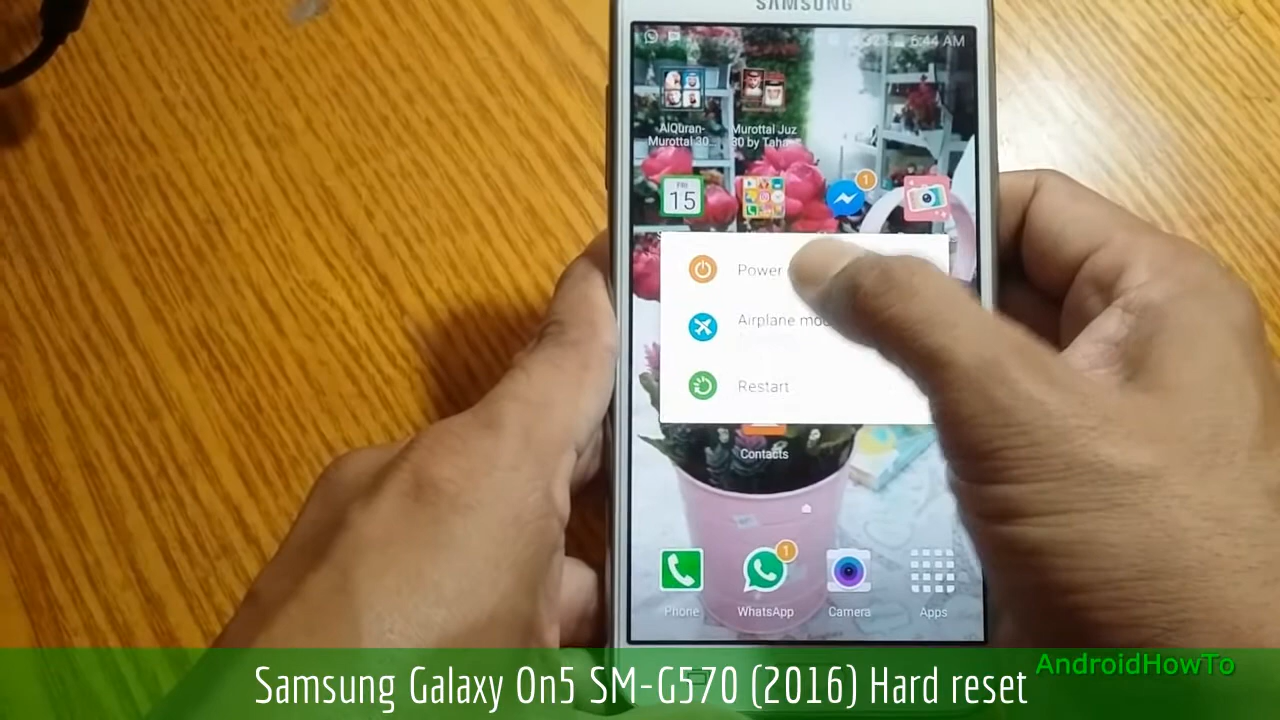 SAMSUNG
6:44 AM
AlQuran-
Murottal 30...
Murottal Juz
30 by Taha
FRI
15
1
Power
Airplane mo
Restart
Contacts
1
Phone
WhatsApp
Camera
Apps
AndroidHowTo
Samsung Galaxy On5 SM-G570 (2016) Hard reset